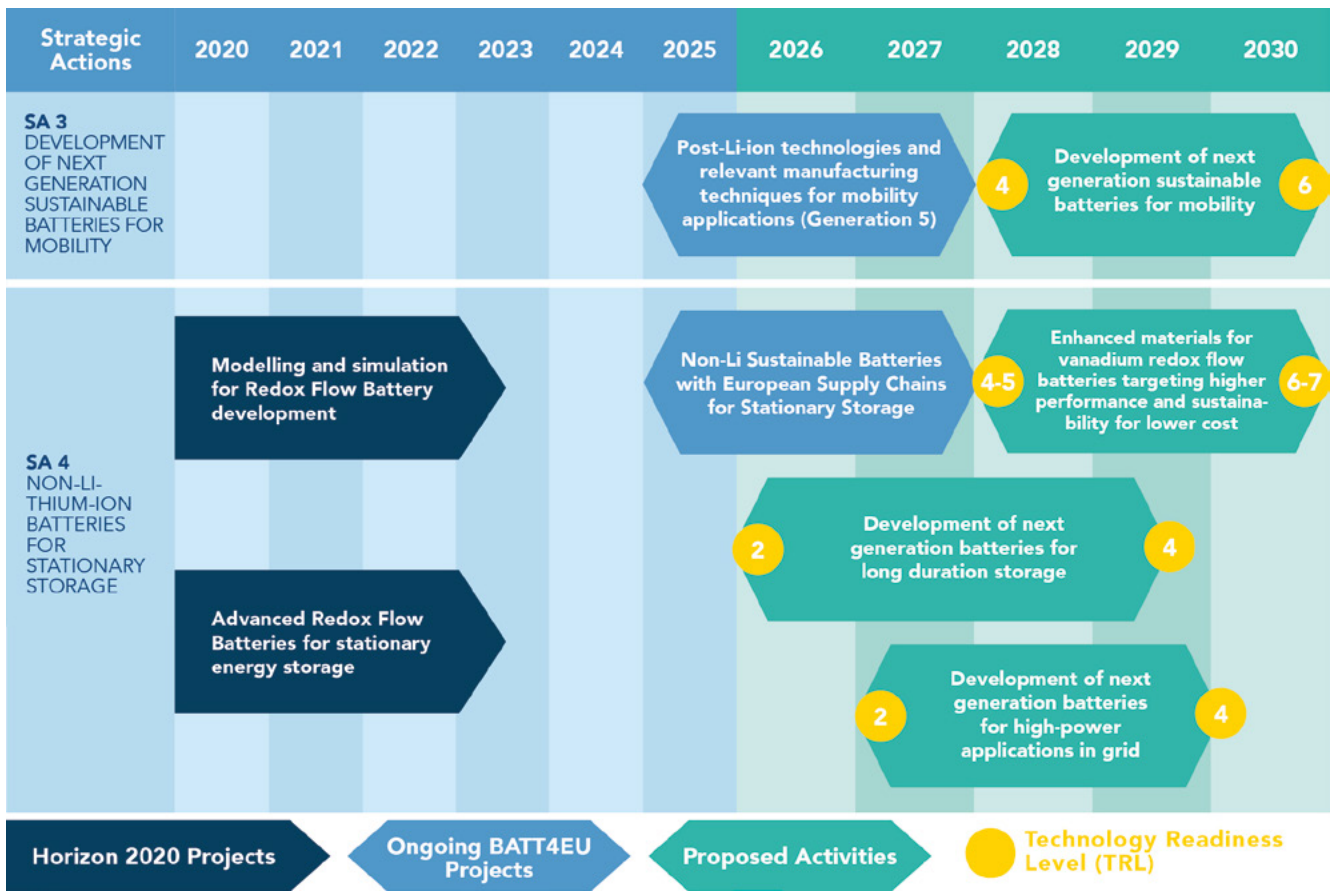 Strategic
Actions
2020
2021
2022
2023
2024
2025
2026
2027
2028
2029
2030
SA 3
DEVELOPMENT
OF NEXT
GENERATION
SUSTAINABLE
BATTERIES FOR
MOBILITY
Post-Li-ion technologies and
relevant manufacturing
techniques for mobility
applications (Generation 5)
4
Development of next
generation sustainable
batteries for mobility
6
SA 4
NON-LI-
THIUM-ION
BATTERIES
FOR
STATIONARY
STORAGE
Modelling and simulation
for Redox Flow Battery
development
Non-Li Sustainable Batteries
with European Supply Chains
for Stationary Storage
4-5
Enhanced materials for
vanadium redox flow
batteries targeting higher
performance and sustaina-
bility for lower cost
6-7
2
Development of next
generation batteries for
long duration storage
4
Advanced Redox Flow
Batteries for stationary
energy storage
2
Development of next
generation batteries
for high-power
applications in grid
4
Horizon 2020 Projects
Ongoing BATT4EU
Projects
Proposed Activities
Technology Readiness
Level (TRL)